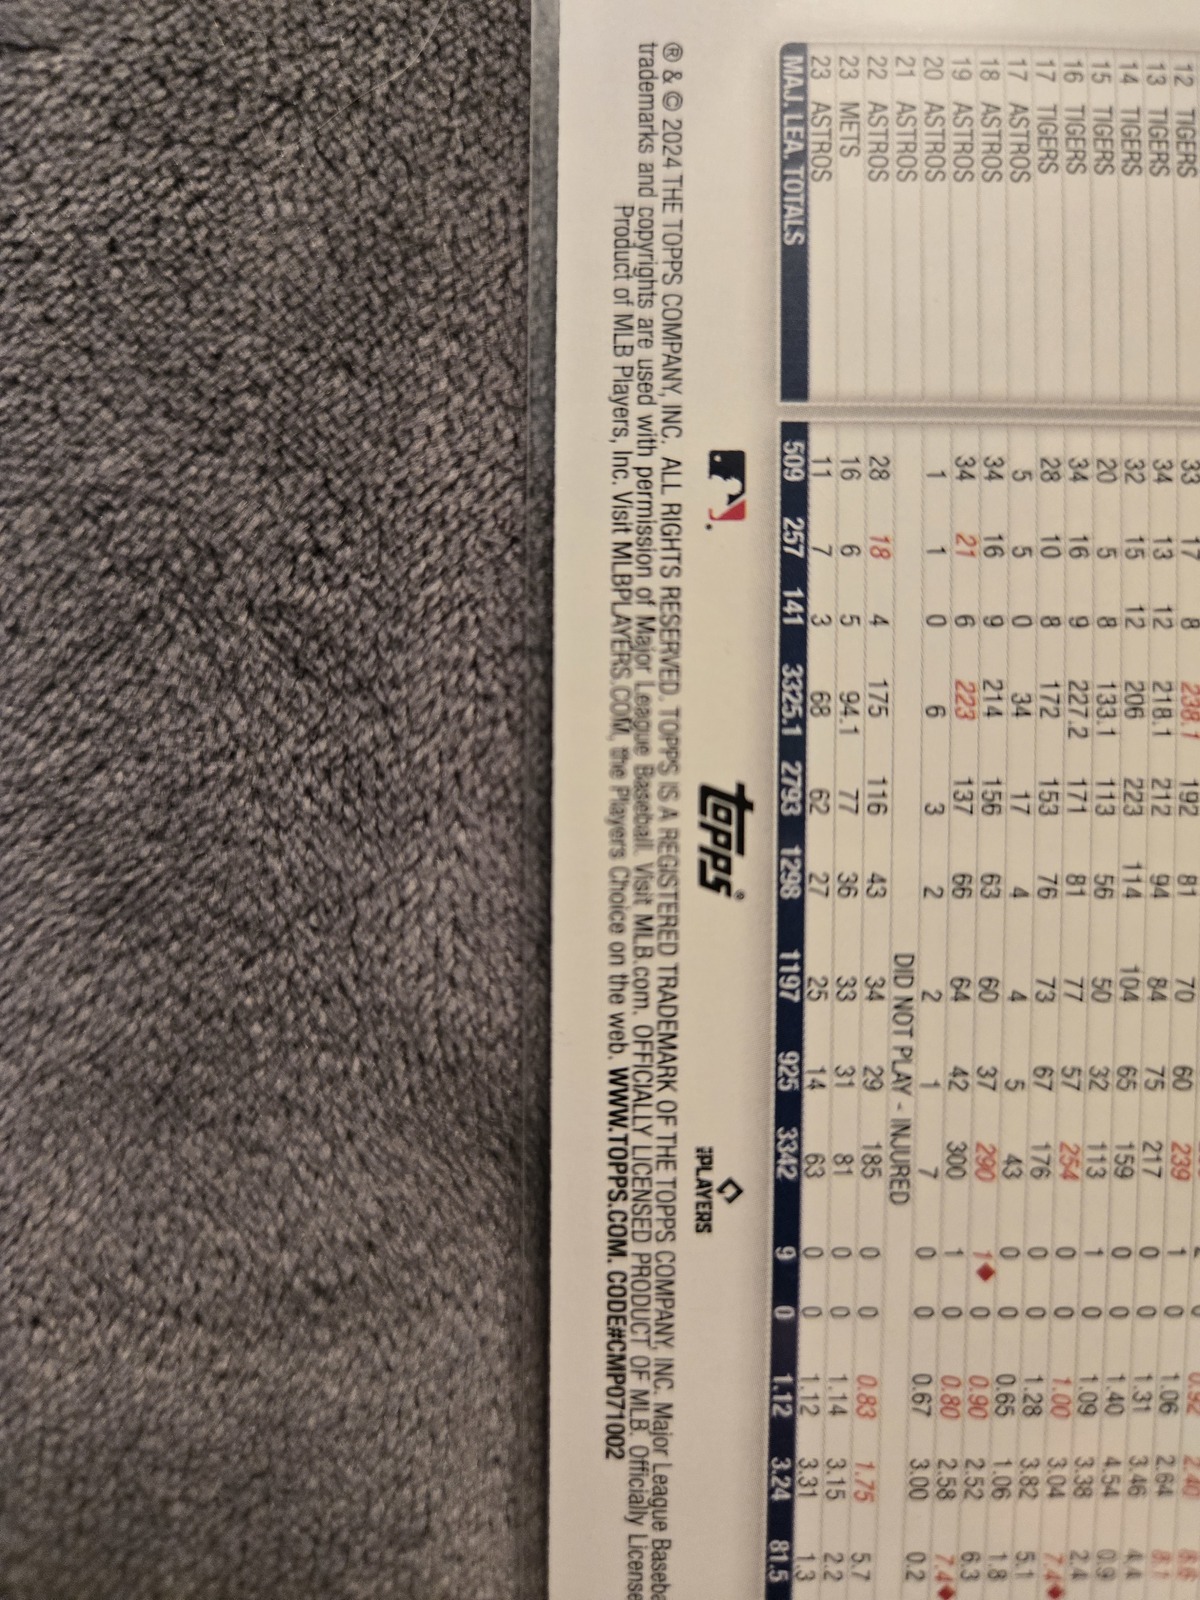 12 TIGERS 33 17 8 238.1 192 81 70 60 239 1
13 TIGERS 34 13 12 218.1 212 94 84 75 217 0 0 1.06 2.64
14 TIGERS 32 15 12 206 223 114 104 65 159 0 0 1.31 3.46 4.4
15 TIGERS 20 5 8 133.1 113 56 50 32 113 1 0 1.40 4.54 0.9
16 TIGERS 34 16 9 227.2 171 81 77 57 254 0 0 1.09 3.38 2.4
17 TIGERS 28 10 8 172 153 76 73 67 176 0 0 1.00 3.04 7.4♦
17 ASTROS 5 5 0 34 17 4 4 5 43 0 0 1.28 3.82 5.1
18 ASTROS 34 16 9 214 156 63 60 37 290 1♦ 0 0.65 1.06 1.8
19 ASTROS 34 21 6 223 137 66 64 42 300 1 0 0.90 2.52 6.3
20 ASTROS 1 1 0 6 3 2 2 1 7 0 0 0.80 2.58 7.4♦
21 ASTROS DID NOT PLAY - INJURED 0.67 3.00 0.2
22 ASTROS 28 18 4 175 116 43 34 29 185 0 0 0.83 1.75 5.7
23 METS 16 6 5 94.1 77 36 33 31 81 0 0 1.14 3.15 2.2
23 ASTROS 11 7 3 68 62 27 25 14 63 0 0 1.12 3.31 1.3
MAJ. LEA. TOTALS 509 257 141 3325.1 2793 1298 1197 925 3342 9 0 1.12 3.24 81.5
topps®
PLAYERS
® & © 2024 THE TOPPS COMPANY, INC. ALL RIGHTS RESERVED. TOPPS IS A REGISTERED TRADEMARK OF THE TOPPS COMPANY, INC. Major League Baseba
trademarks and copyrights are used with permission of Major League Baseball. Visit MLB.com. OFFICIALLY LICENSED PRODUCT OF MLB. Officially License
Product of MLB Players, Inc. Visit MLBPLAYERS.COM, the Players Choice on the web. WWW.TOPPS.COM. CODE#CMP071002